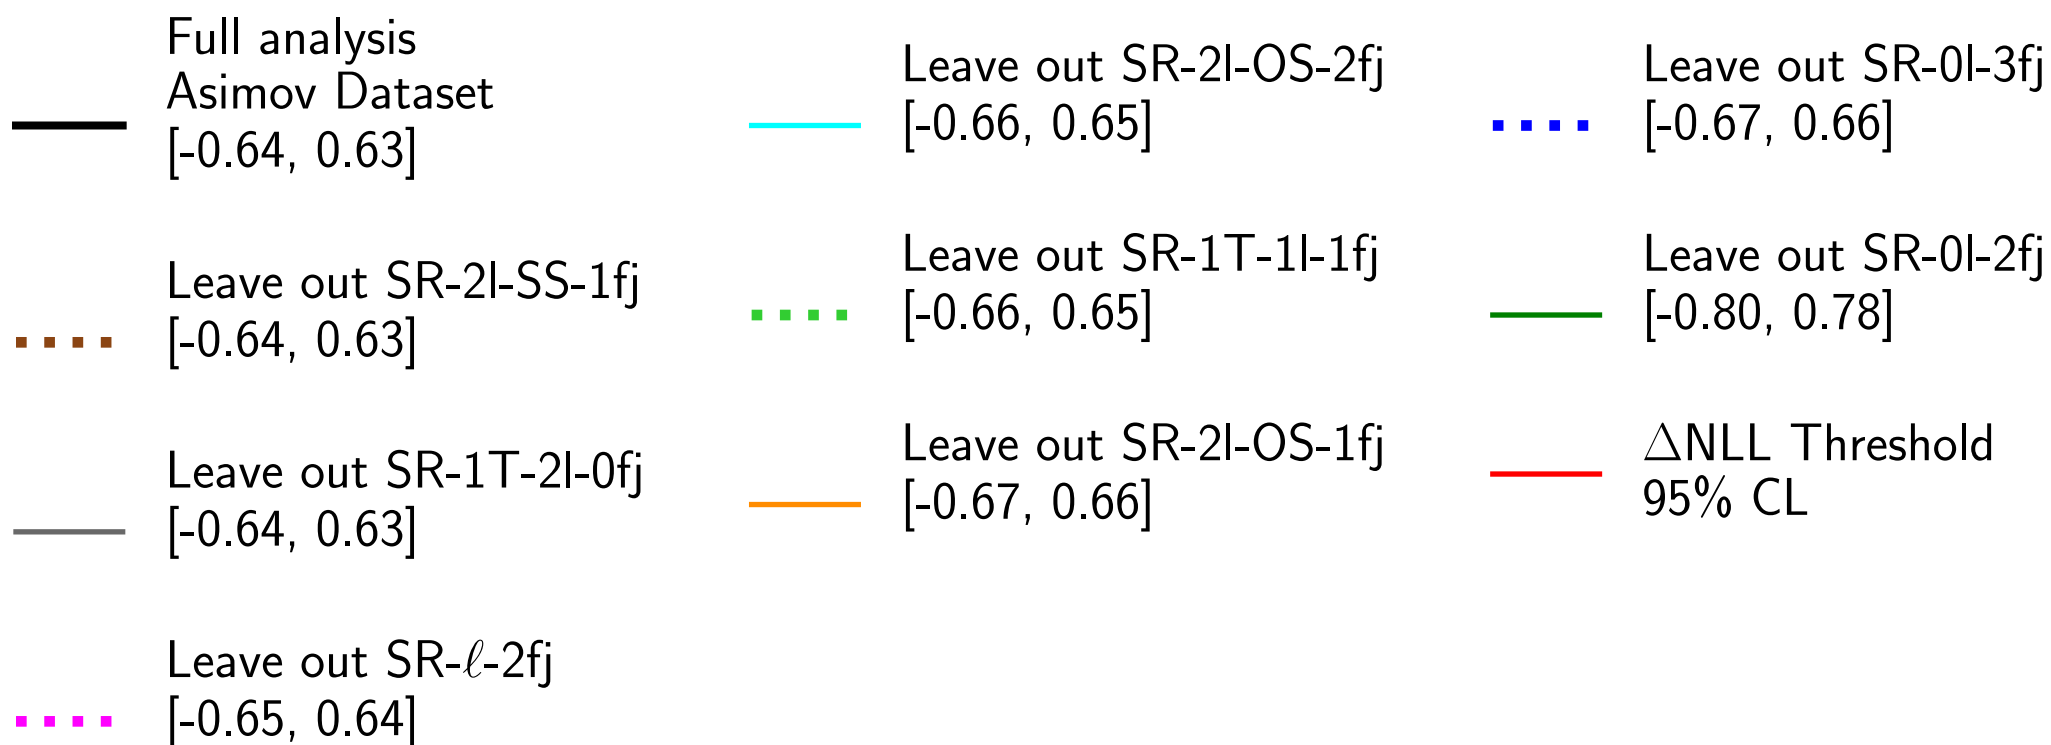 Full analysis
Asimov Dataset
[-0.64, 0.63]
Leave out SR-2l-SS-1fj
[-0.64, 0.63]
Leave out SR-1T-2l-0fj
[-0.64, 0.63]
Leave out SR-ℓ-2fj
[-0.65, 0.64]
Leave out SR-2l-OS-2fj
[-0.66, 0.65]
Leave out SR-1T-1l-1fj
[-0.66, 0.65]
Leave out SR-2l-OS-1fj
[-0.67, 0.66]
Leave out SR-0l-3fj
[-0.67, 0.66]
Leave out SR-0l-2fj
[-0.80, 0.78]
ΔNLL Threshold
95% CL